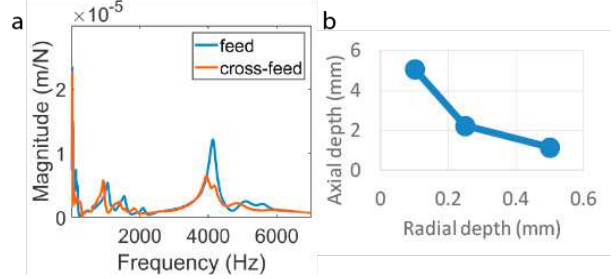 a
×10⁻⁵
Magnitude (m/N)
2
1
0
feed
cross-feed
2000 4000 6000
Frequency (Hz)
b
Axial depth (mm)
6
4
2
0
0 0.2 0.4 0.6
Radial depth (mm)